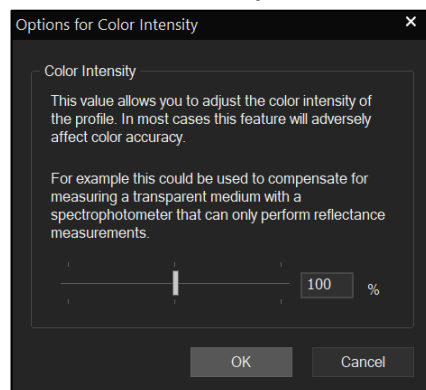 Options for Color Intensity
×
Color Intensity
This value allows you to adjust the color intensity of
the profile. In most cases this feature will adversely
affect color accuracy.
For example this could be used to compensate for
measuring a transparent medium with a
spectrophotometer that can only perform reflectance
measurements.
100 %
OK Cancel